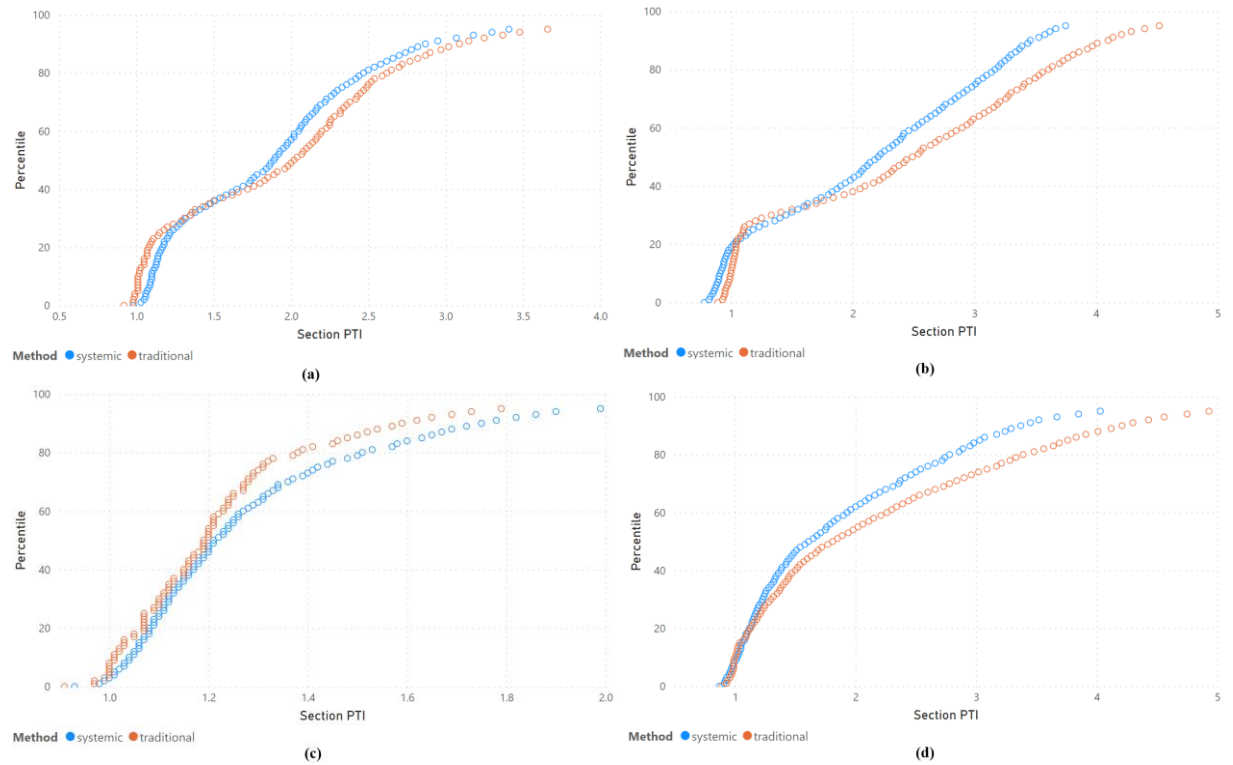 100
80
60
40
20
0
Percentile
0.5 1.0 1.5 2.0 2.5 3.0 3.5 4.0
Section PTI
Method systemic traditional
(a)
100
80
60
40
20
0
Percentile
1 2 3 4 5
Section PTI
Method systemic traditional
(b)
100
80
60
40
20
0
Percentile
1.0 1.2 1.4 1.6 1.8 2.0
Section PTI
Method systemic traditional
(c)
100
80
60
40
20
0
Percentile
1 2 3 4 5
Section PTI
Method systemic traditional
(d)